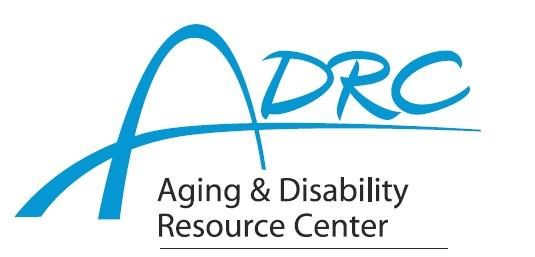 ADRC
Aging & Disability
Resource Center